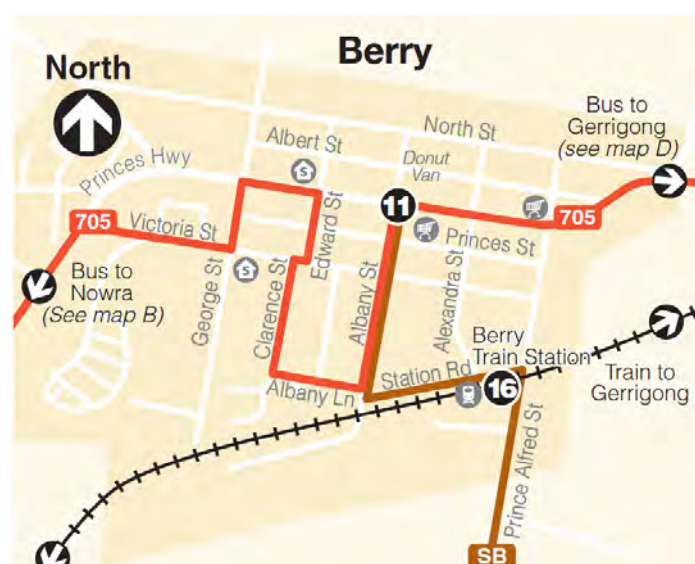 Berry
North
Bus to
Gerrigong
(see map D)
North St
Albert St
Donut
Van
Princes Hwy
S
11
705
705
Victoria St
Edward St
Princes St
S
Bus to
Nowra
(See map B)
George St
Clarence St
Albany St
Alexandra St
Berry
Train Station
Train to
Gerrigong
Station Rd
16
Albany Ln
Prince Alfred St
SB